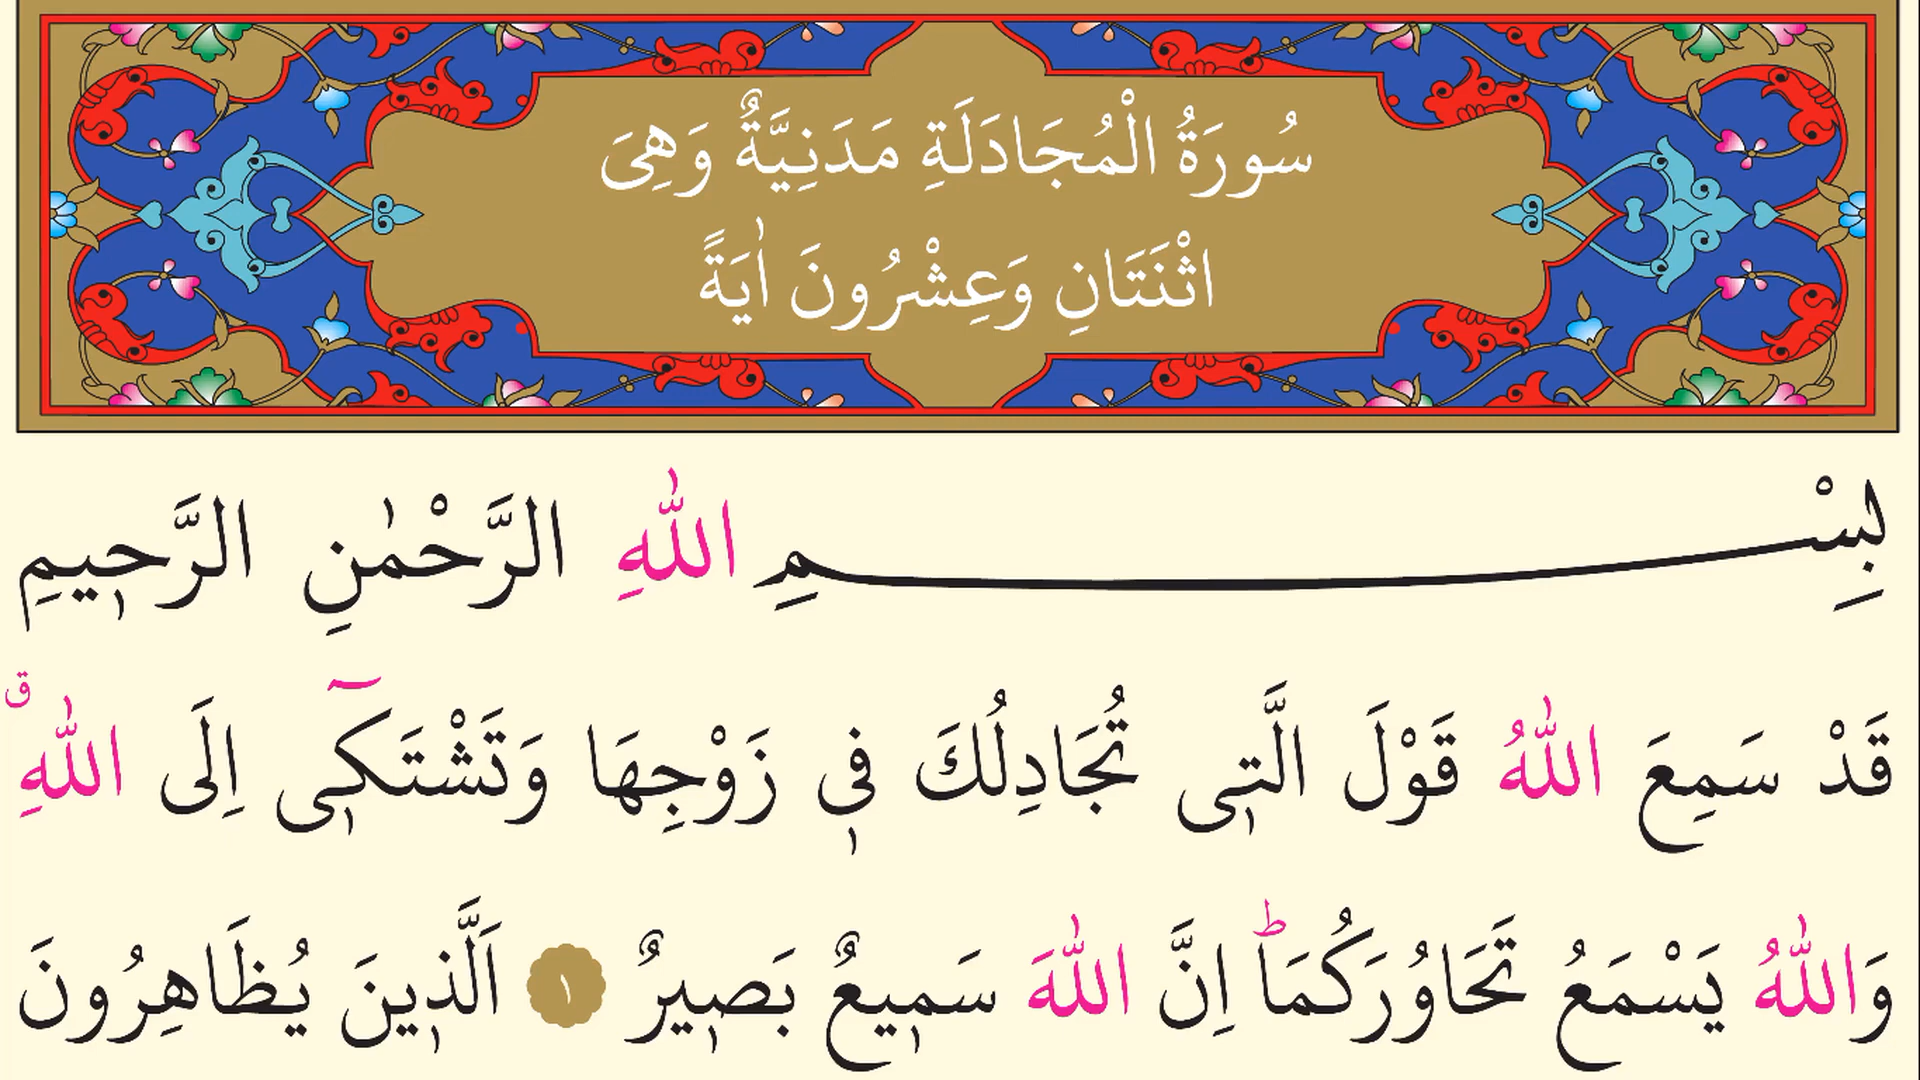 سُورَةُ الْمُجَادَلَةِ مَدَنِيَّةٌ وَهِىَ
اثْنَتَانِ وَعِشْرُونَ اٰيَةً
بِسْمِ اللّٰهِ الرَّحْمٰنِ الرَّحٖيمِ
قَدْ سَمِعَ اللّٰهُ قَوْلَ الَّتٖى تُجَادِلُكَ فٖى زَوْجِهَا وَتَشْتَكٖٓى اِلَى اللّٰهِۗ
وَاللّٰهُ يَسْمَعُ تَحَاوُرَكُمَاؕ اِنَّ اللّٰهَ سَمٖيعٌ بَصٖيرٌ ١ اَلَّذٖينَ يُظَاهِرُونَ